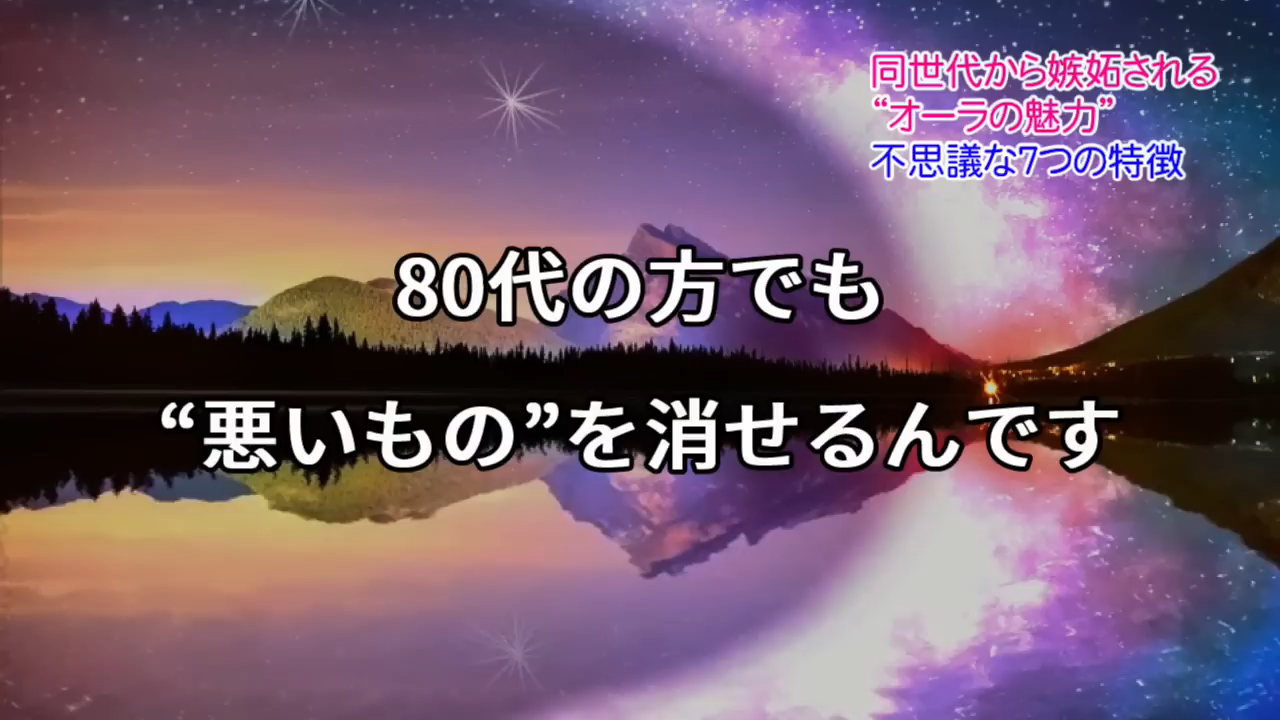 同世代から嫉妬される
“オーラの魅力”
不思議な7つの特徴
80代の方でも
“悪いもの”を消せるんです